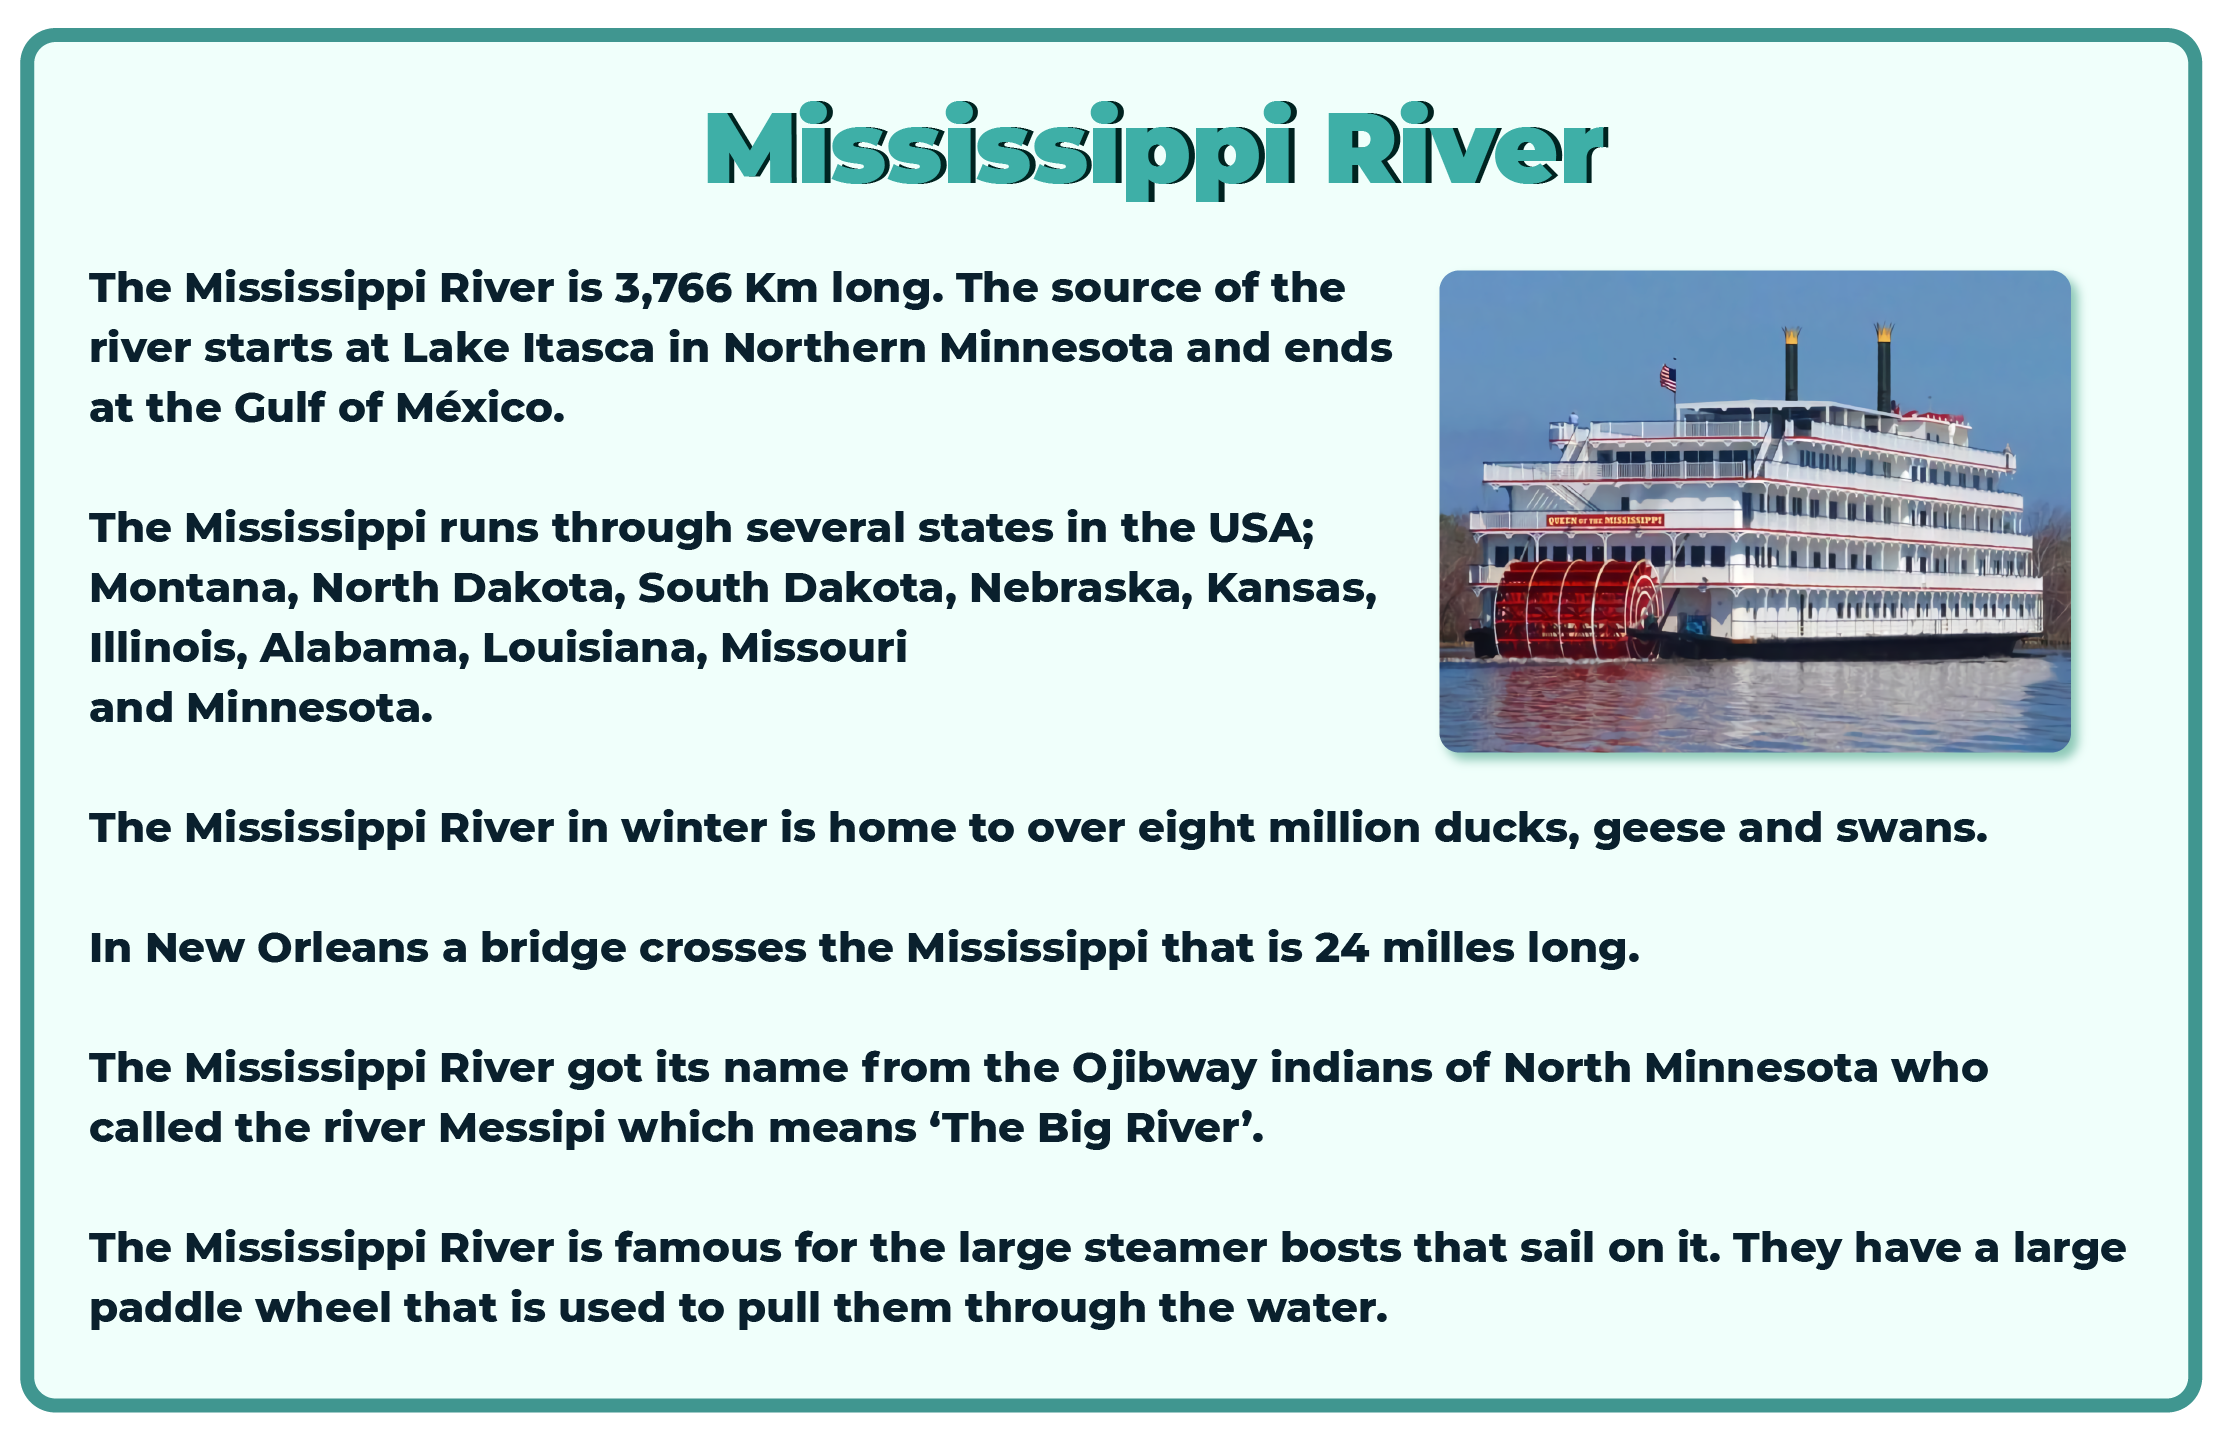 Mississippi River
The Mississippi River is 3,766 Km long. The source of the
river starts at Lake Itasca in Northern Minnesota and ends
at the Gulf of México.
The Mississippi runs through several states in the USA;
Montana, North Dakota, South Dakota, Nebraska, Kansas,
Illinois, Alabama, Louisiana, Missouri
and Minnesota.
QUEEN OF THE MISSISSIPPI
The Mississippi River in winter is home to over eight million ducks, geese and swans.
In New Orleans a bridge crosses the Mississippi that is 24 milles long.
The Mississippi River got its name from the Ojibway indians of North Minnesota who
called the river Messipi which means ‘The Big River’.
The Mississippi River is famous for the large steamer bosts that sail on it. They have a large
paddle wheel that is used to pull them through the water.